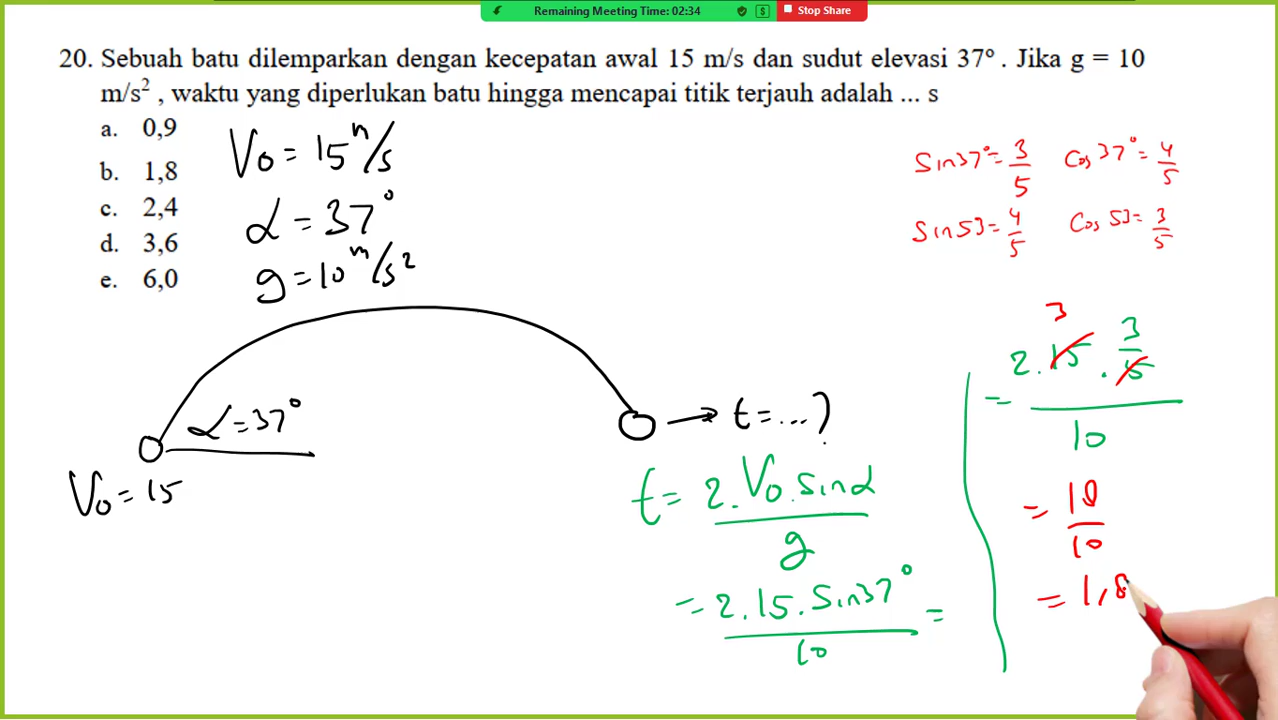 Remaining Meeting Time: 02:34
$
Stop Share
20. Sebuah batu dilemparkan dengan kecepatan awal 15 m/s dan sudut elevasi 37° . Jika g = 10
m/s² , waktu yang diperlukan batu hingga mencapai titik terjauh adalah ... s
a. 0,9
b. 1,8
c. 2,4
d. 3,6
e. 6,0
V₀ = 15 m/s
α = 37°
g = 10 m/s²
Sin37° = 3/5 Cos 37° = 4/5
Sin53 = 4/5 Cos 53 = 3/5
α = 37°
V₀ = 15
→ t = ...?
t = 2.V₀.Sinα / g
= 2.15.Sin37° / 10 =
3
= 2.15.3/5 / 10
= 18 / 10
= 1,8